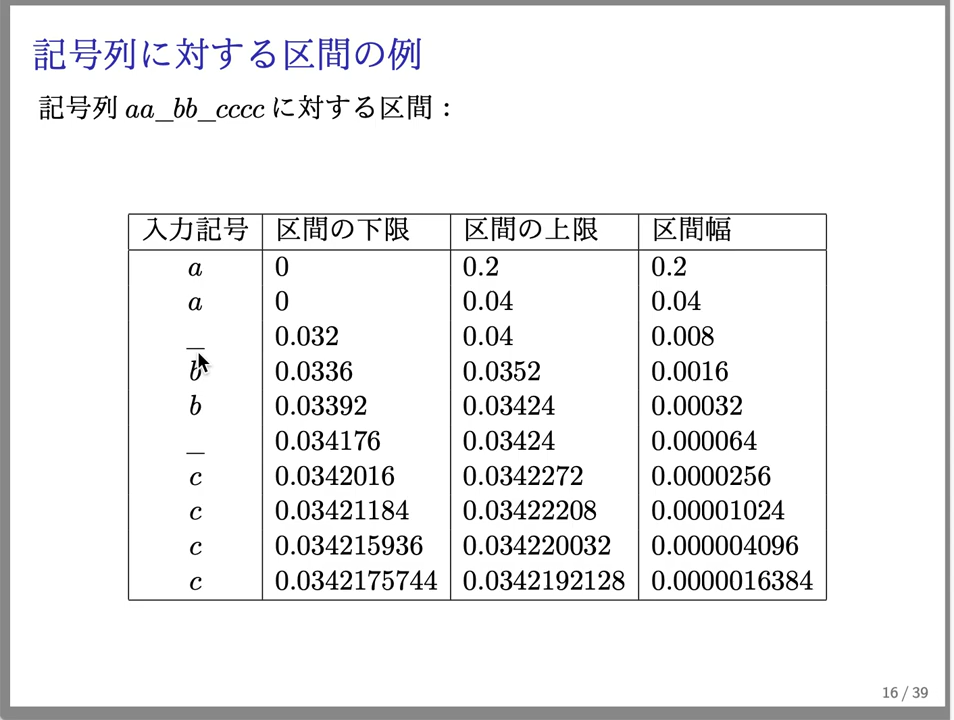 記号列に対する区間の例
記号列 aa_bb_cccc に対する区間：
入力記号 区間の下限 区間の上限 区間幅
a 0 0.2 0.2
a 0 0.04 0.04
_ 0.032 0.04 0.008
b 0.0336 0.0352 0.0016
b 0.03392 0.03424 0.00032
_ 0.034176 0.03424 0.000064
c 0.0342016 0.0342272 0.0000256
c 0.03421184 0.03422208 0.00001024
c 0.034215936 0.034220032 0.000004096
c 0.0342175744 0.0342192128 0.0000016384
16 / 39